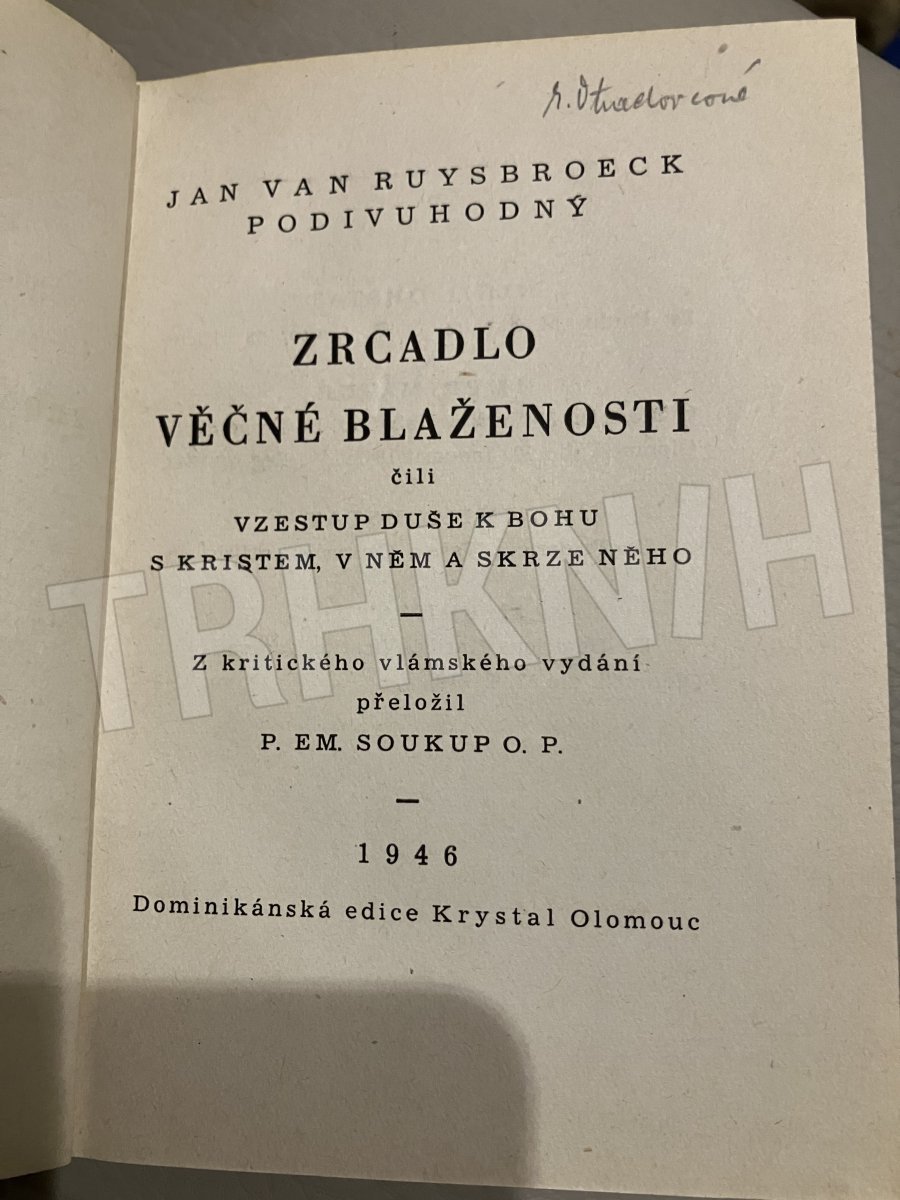 JAN VAN RUYSBROECK
PODIVUHODNÝ
ZRCADLO
VĚČNÉ BLAŽENOSTI
čili
VZESTUP DUŠE K BOHU
S KRISTEM, V NĚM A SKRZE NĚHO
Z kritického vlámského vydání
přeložil
P. EM. SOUKUP O. P.
1946
Dominikánská edice Krystal Olomouc
TRHKNIH